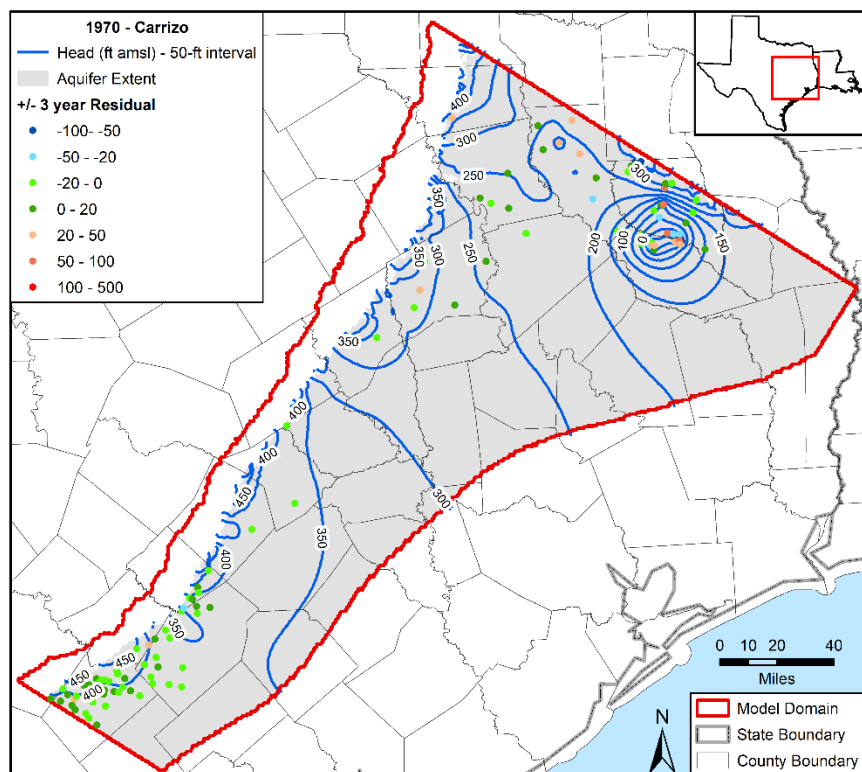 1970 - Carrizo
Head (ft amsl) - 50-ft interval
Aquifer Extent
+/- 3 year Residual
-100- -50
-50 - -20
-20 - 0
0 - 20
20 - 50
50 - 100
100 - 500
400
300
250
300
350
350
300
250
200
100
0
150
350
400
400
300
450
350
400
350
450
450
400
0 10 20 40
Miles
N
Model Domain
State Boundary
County Boundary